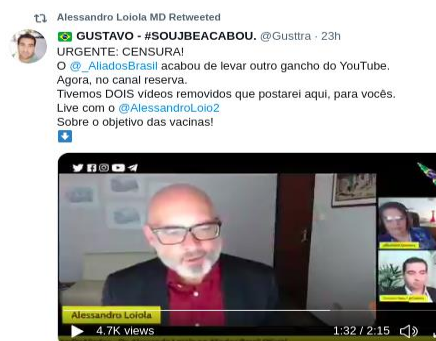 Alessandro Loiola MD Retweeted
GUSTAVO - #SOUJBEACABOU. @Gusttra · 23h
URGENTE: CENSURA!
O @_AliadosBrasil acabou de levar outro gancho do YouTube.
Agora, no canal reserva.
Tivemos DOIS vídeos removidos que postarei aqui, para vocês.
Live com o @AlessandroLoio2
Sobre o objetivo das vacinas!
Alessandro Loiola
4.7K views
1:32 / 2:15